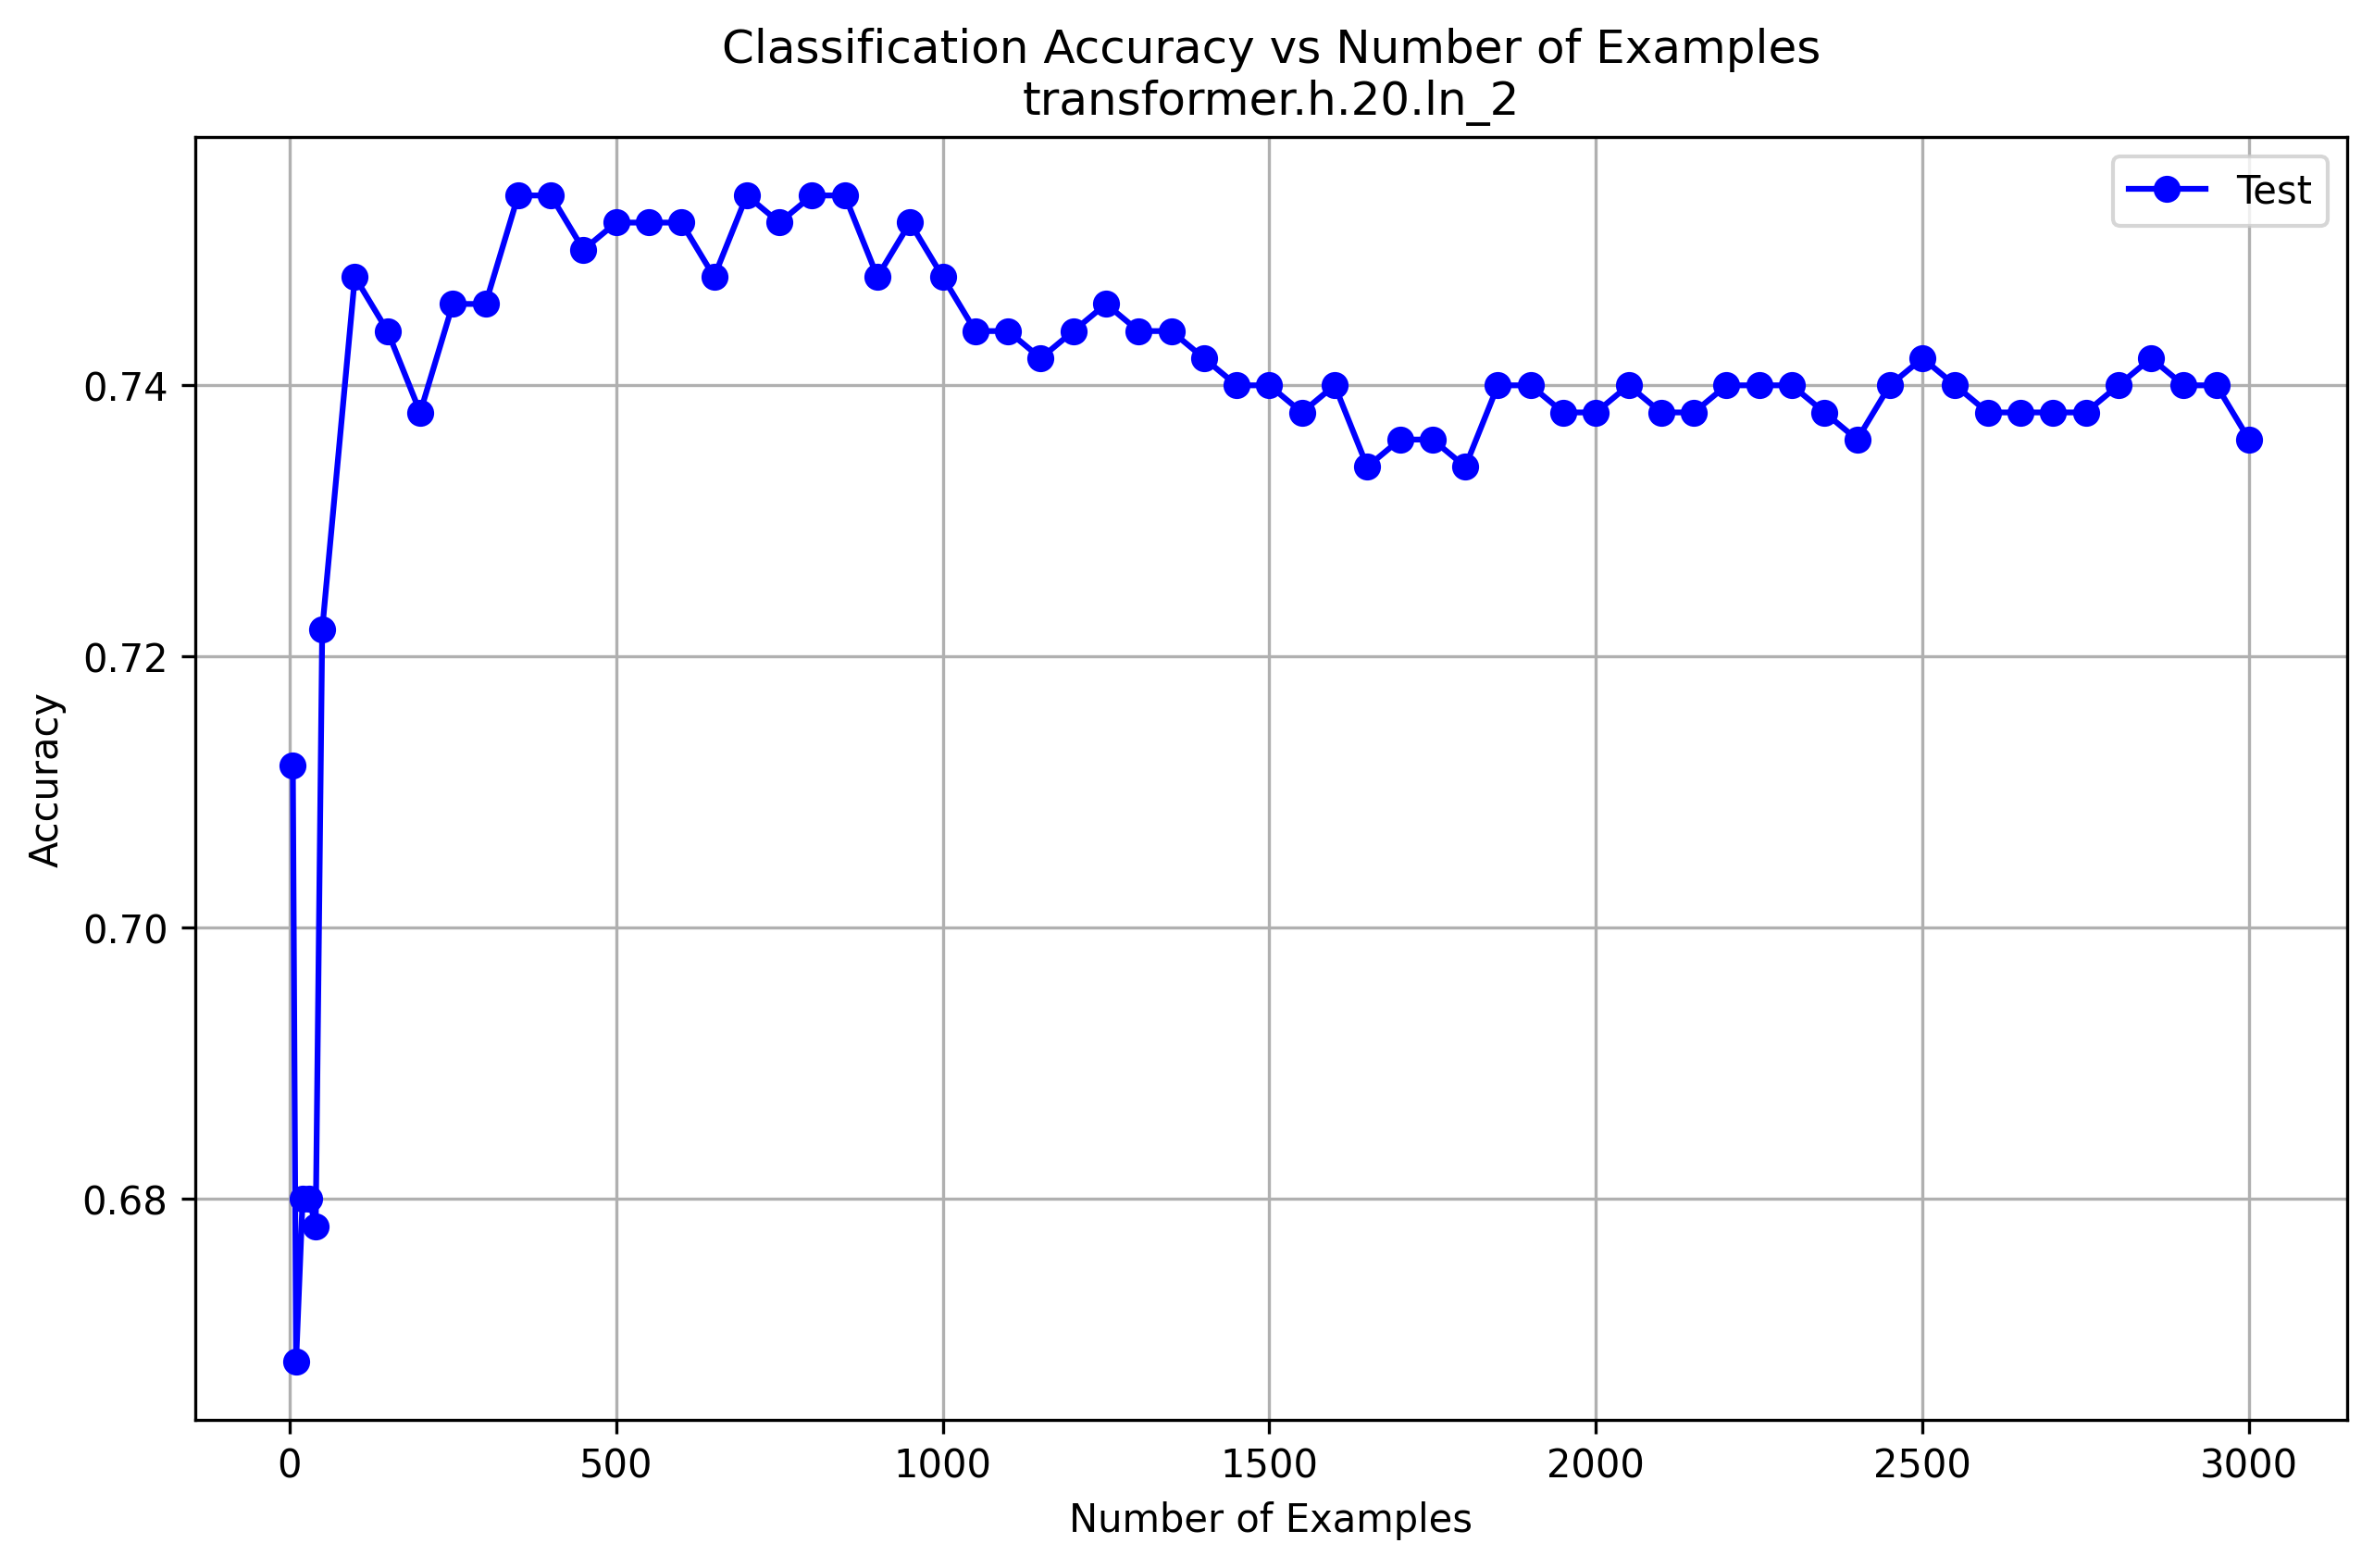 Classification Accuracy vs Number of Examples
transformer.h.20.ln_2
Test
Accuracy
0.74
0.72
0.70
0.68
0 500 1000 1500 2000 2500 3000
Number of Examples